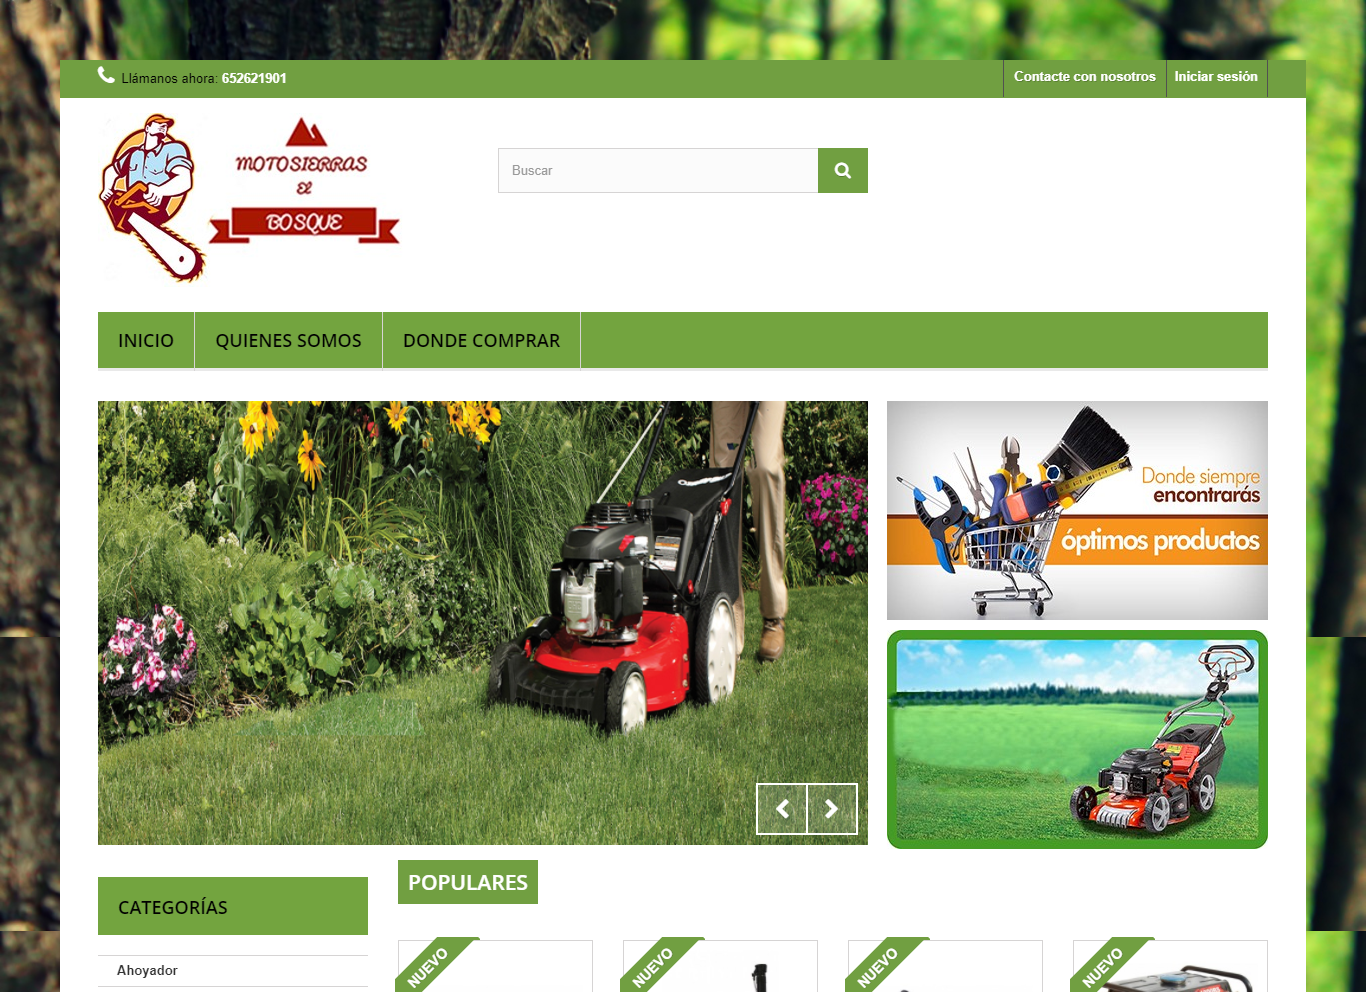 Llámanos ahora: 652621901
Contacte con nosotros
Iniciar sesión
MOTOSIERRAS
El
BOSQUE
Buscar
INICIO
QUIENES SOMOS
DONDE COMPRAR
Donde siempre
encontrarás
óptimos productos
POPULARES
CATEGORÍAS
Ahoyador
NUEVO
NUEVO
NUEVO
NUEVO